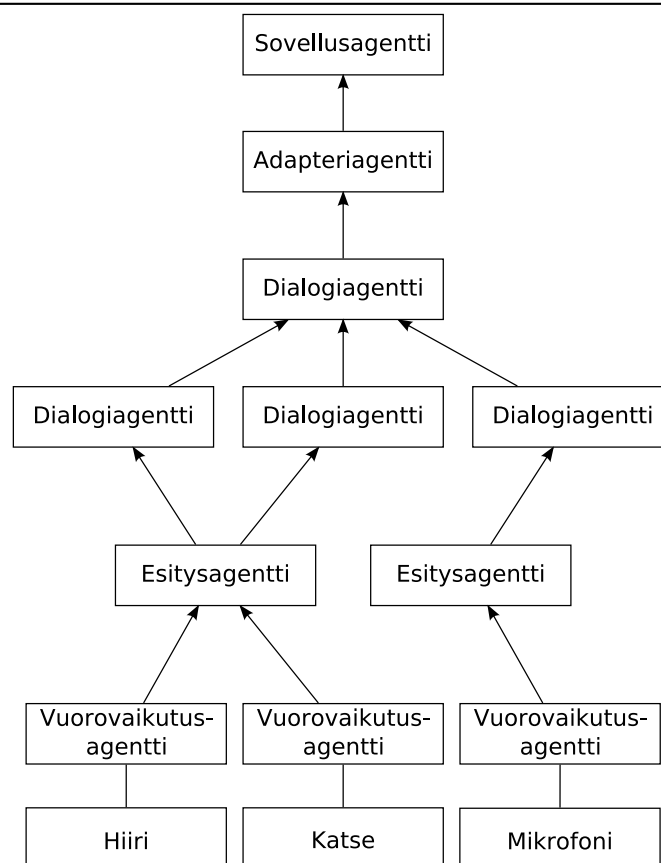 Sovellusagentti
Adapteriagentti
Dialogiagentti
Dialogiagentti
Dialogiagentti
Dialogiagentti
Esitysagentti
Esitysagentti
Vuorovaikutus-
agentti
Vuorovaikutus-
agentti
Vuorovaikutus-
agentti
Hiiri
Katse
Mikrofoni